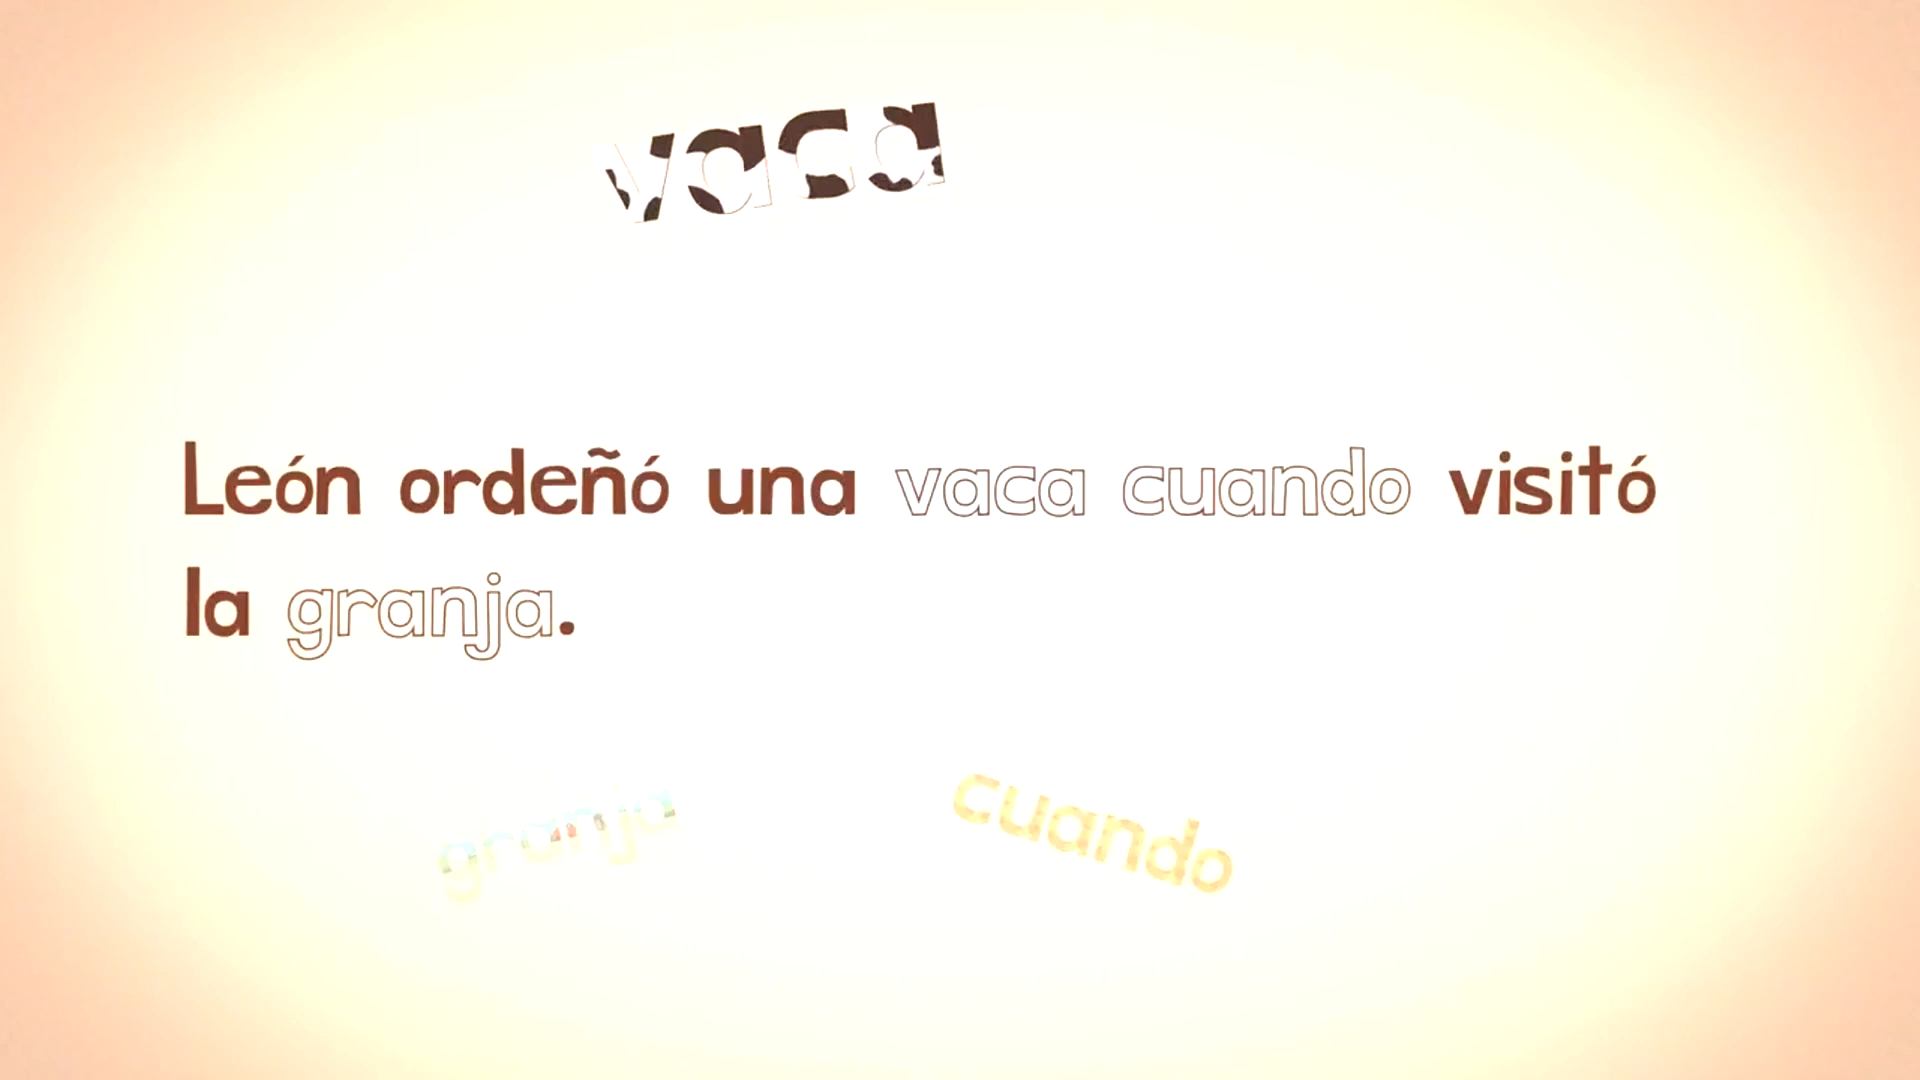 vaca
León ordeñó una vaca cuando visitó
la granja.
granja
cuando